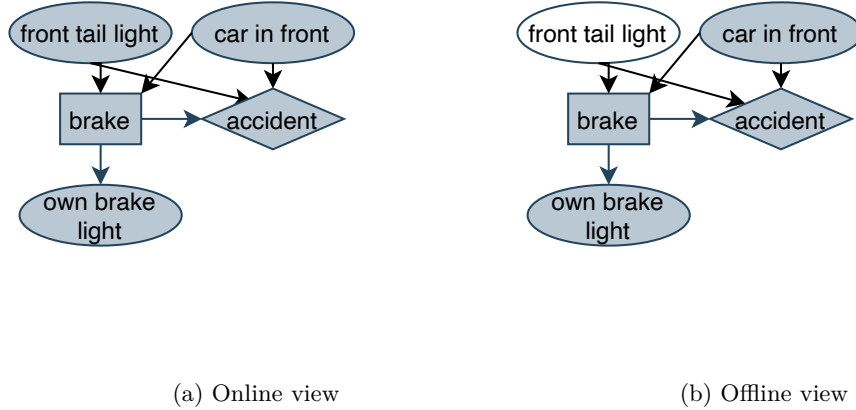 front tail light
car in front
brake
accident
own brake
light
(a) Online view
front tail light
car in front
brake
accident
own brake
light
(b) Offline view